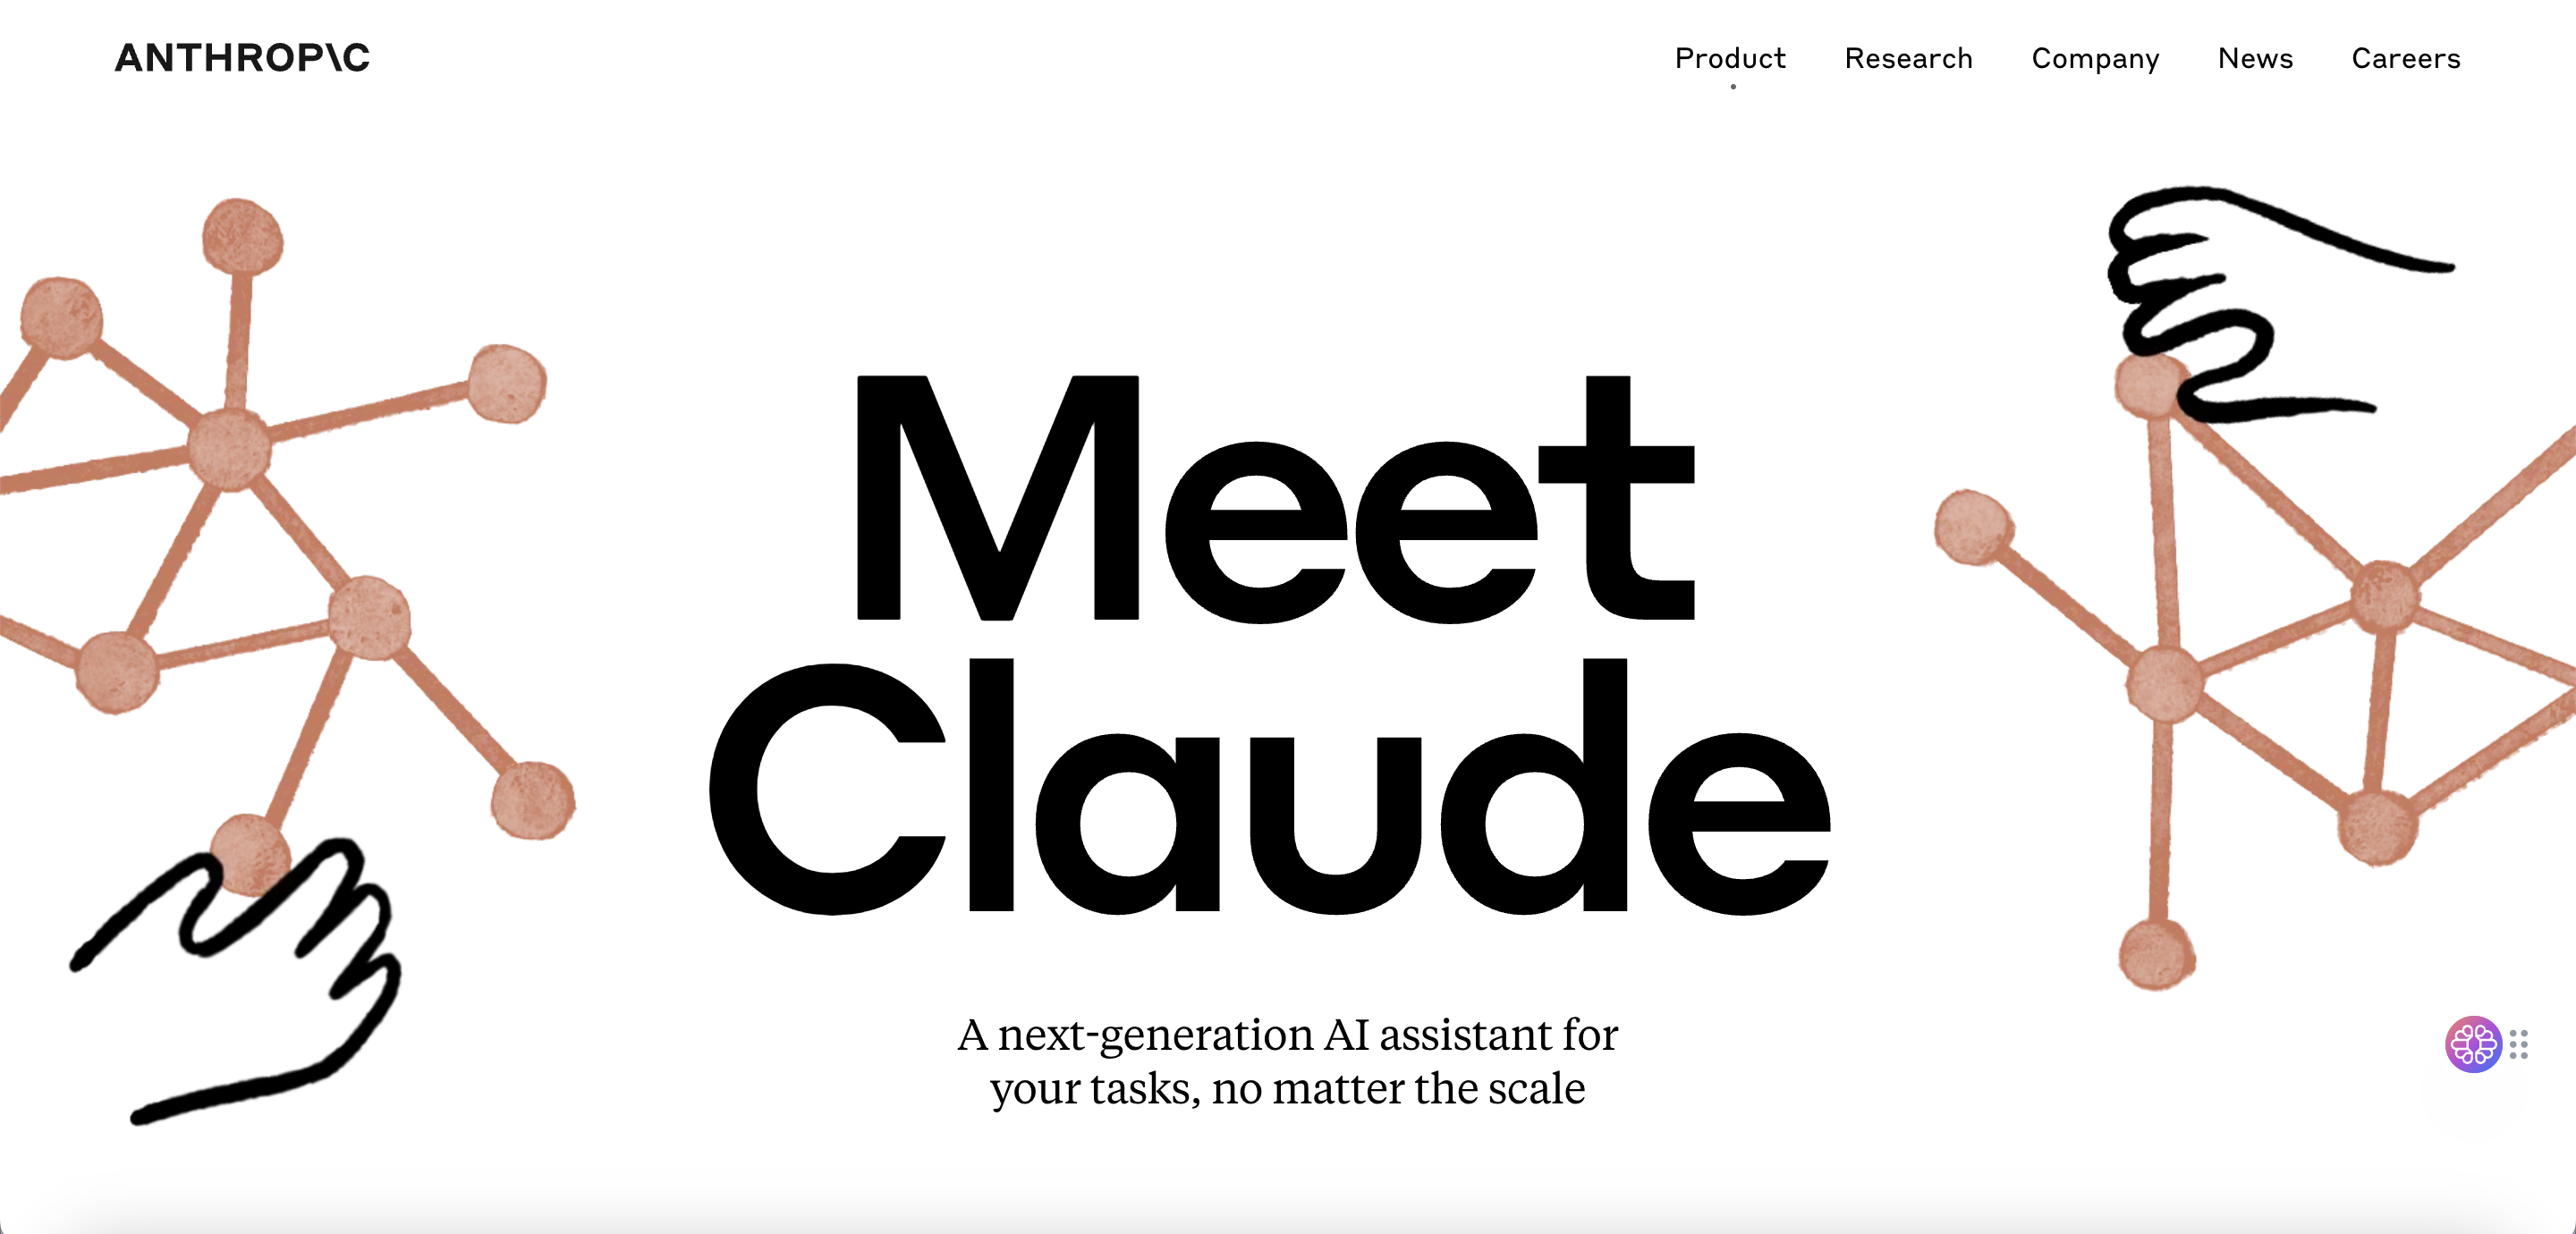 ANTHROP\C
Product Research Company News Careers
Meet
Claude
A next-generation AI assistant for
your tasks, no matter the scale